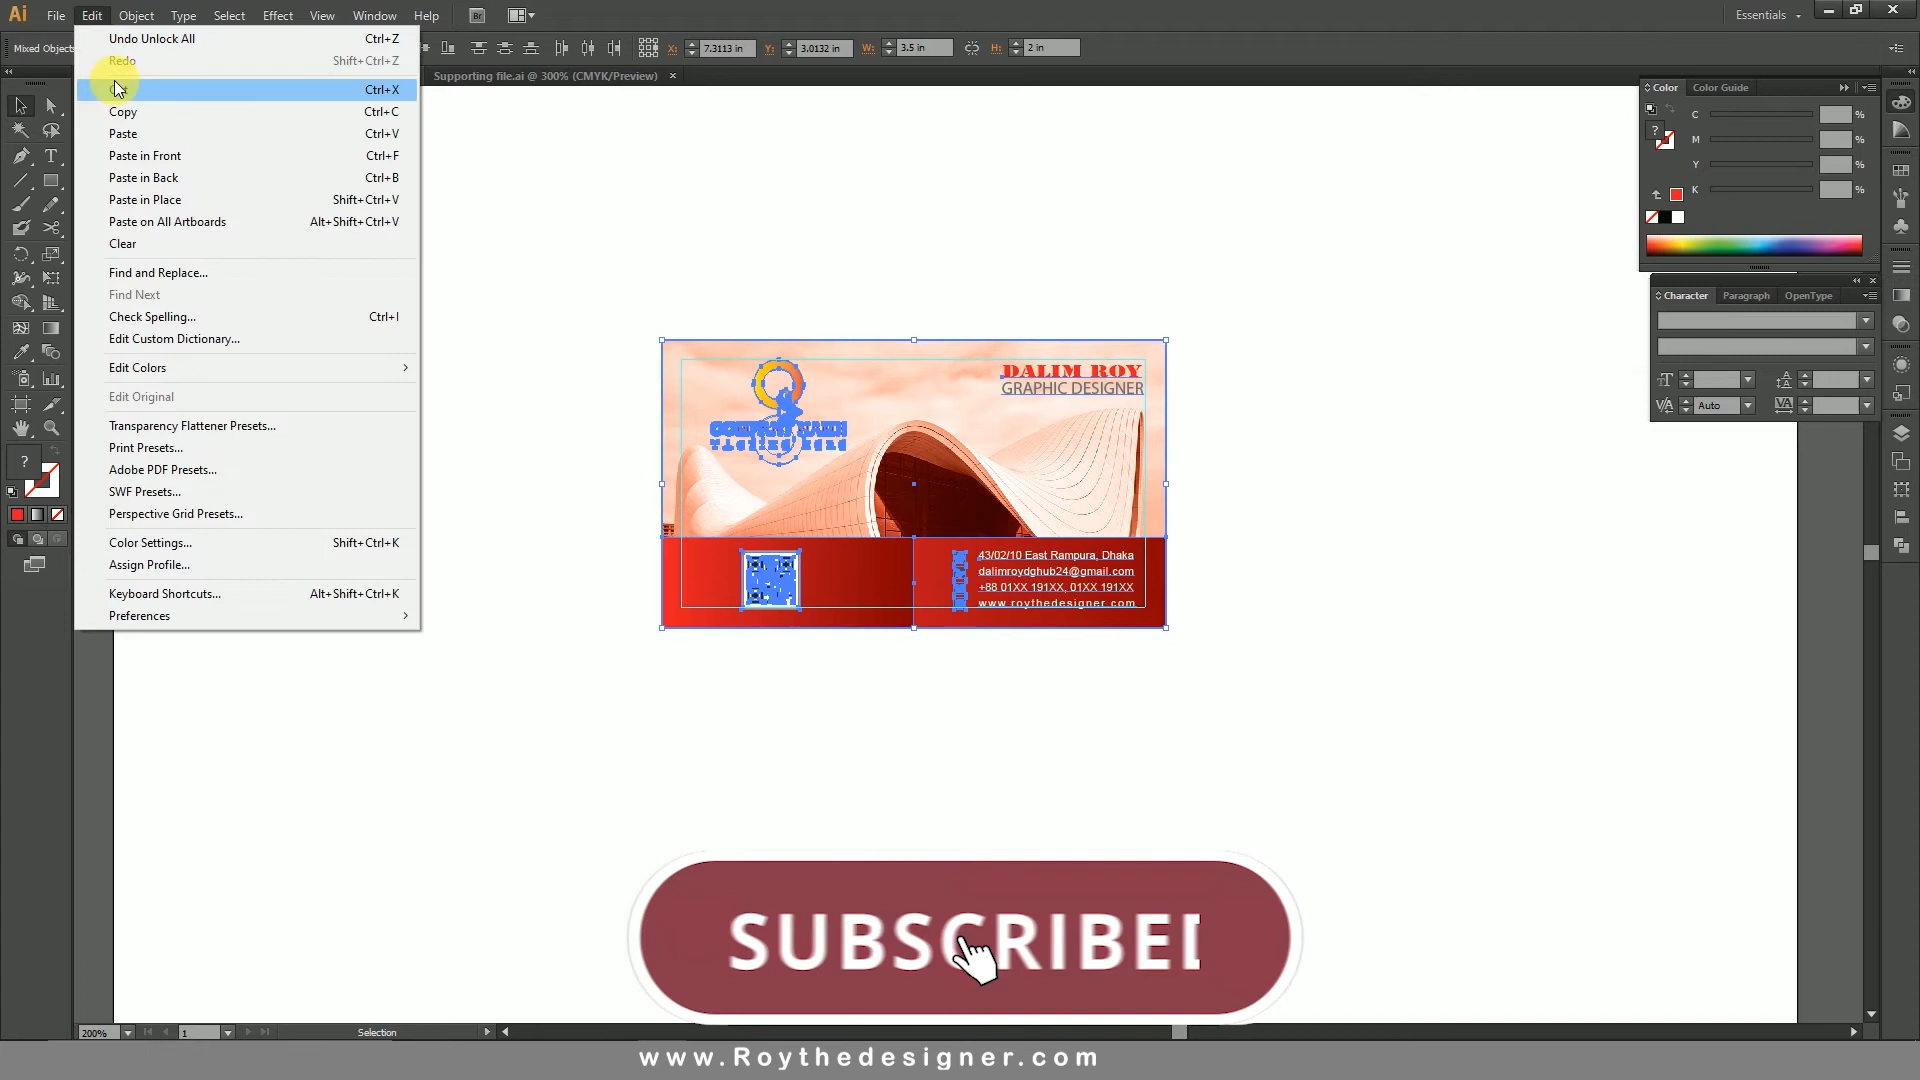 Ai File Edit Object Type Select Effect View Window Help Br Essentials
Mixed Objects X: 7.3113 in Y: 3.0132 in W: 3.5 in H: 2 in
Supporting file.ai @ 300% (CMYK/Preview)
Undo Unlock All Ctrl+Z
Redo Shift+Ctrl+Z
Ctrl+X
Copy Ctrl+C
Paste Ctrl+V
Paste in Front Ctrl+F
Paste in Back Ctrl+B
Paste in Place Shift+Ctrl+V
Paste on All Artboards Alt+Shift+Ctrl+V
Clear
Find and Replace...
Find Next
Check Spelling... Ctrl+I
Edit Custom Dictionary...
Edit Colors
Edit Original
Transparency Flattener Presets...
Print Presets...
Adobe PDF Presets...
SWF Presets...
Perspective Grid Presets...
Color Settings... Shift+Ctrl+K
Assign Profile...
Keyboard Shortcuts... Alt+Shift+Ctrl+K
Preferences
Color Color Guide
C %
M %
Y %
K %
Character Paragraph OpenType
Auto
DALIM ROY
GRAPHIC DESIGNER
COMPANY NAME
43/02/10 East Rampura, Dhaka
dalimroydghub24@gmail.com
+88 01XX 191XX, 01XX 191XX
www.roythedesigner.com
SUBSCRIBED
200% 1 Selection
www.Roythedesigner.com